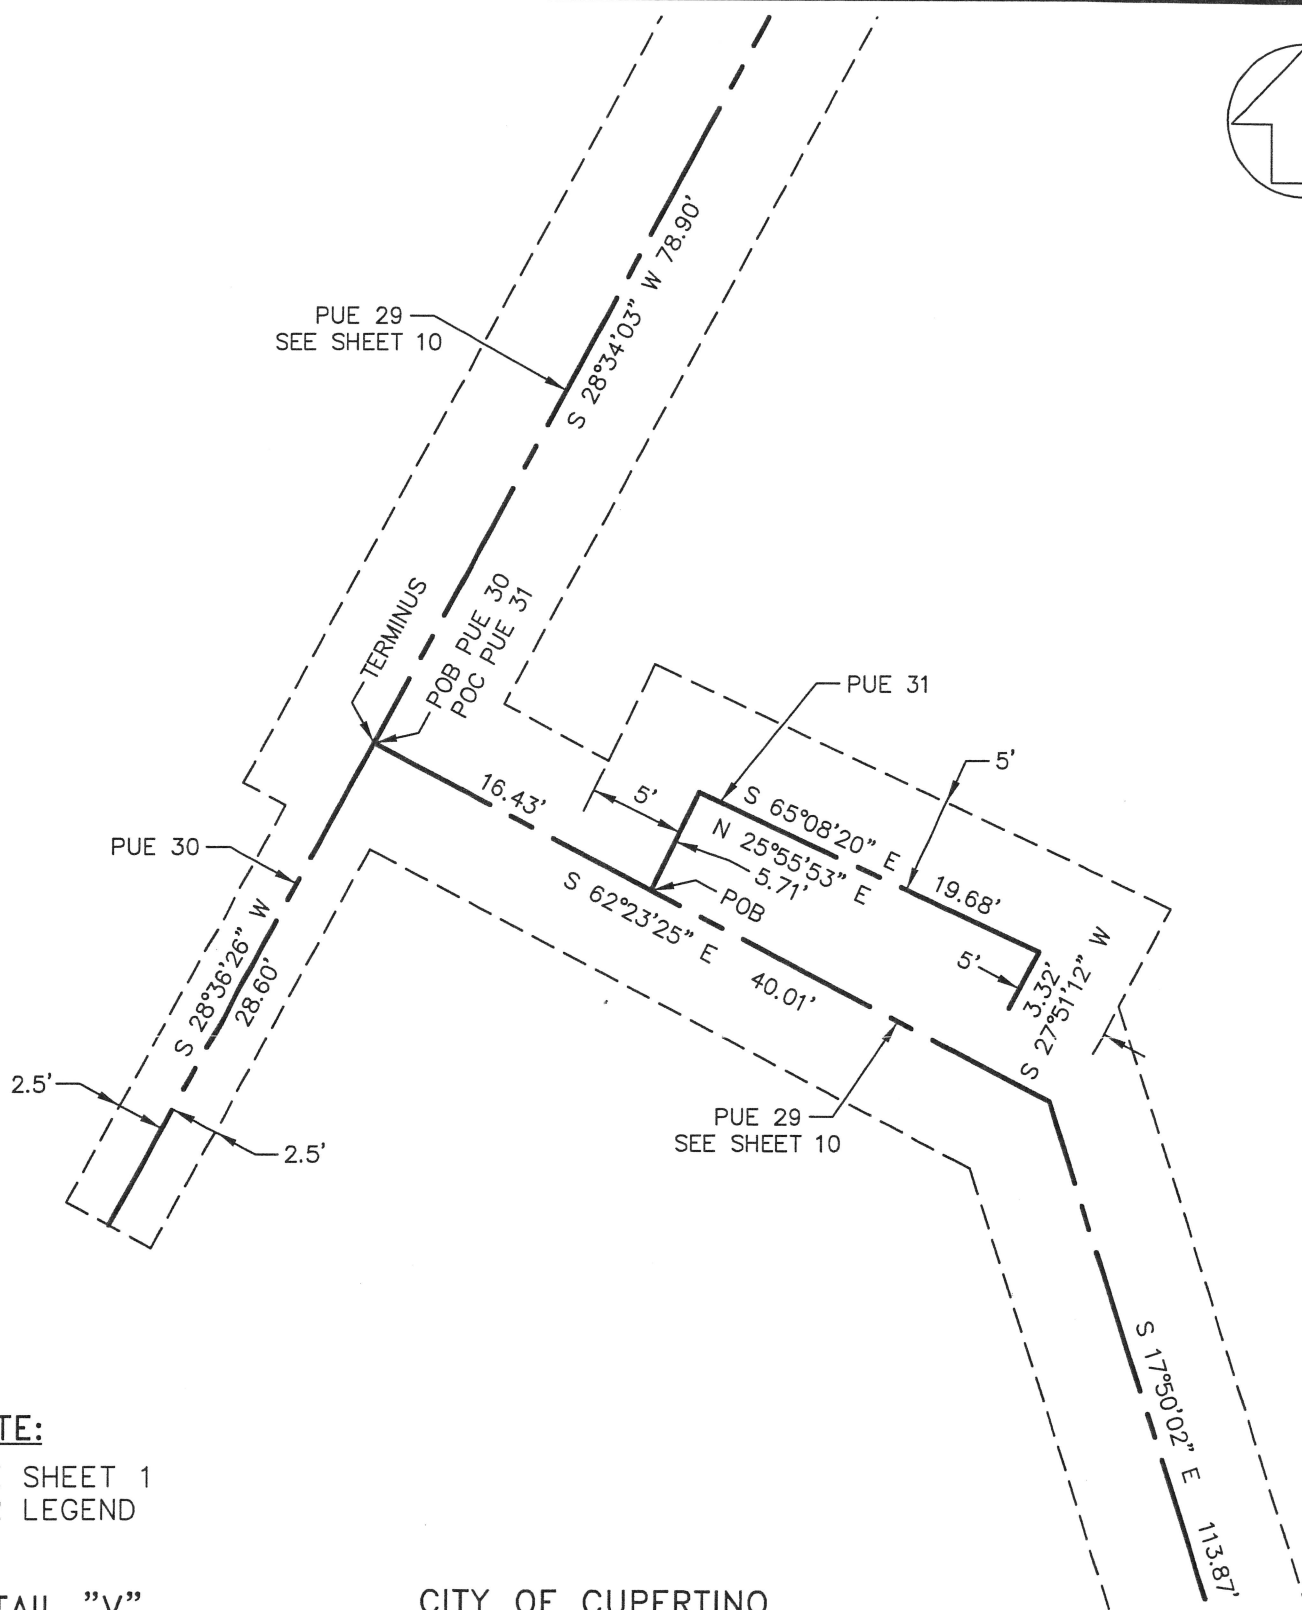 S 28°34'03" W 78.90'
PUE 29
SEE SHEET 10
TERMINUS
POB PUE 30
POC PUE 31
PUE 31
5'
5'
16.43'
S 65°08'20" E
19.68'
N 25°55'53" E
5.71'
POB
PUE 30
S 62°23'25" E 40.01'
5'
3.32'
S 27°51'12" W
S 28°36'26" W
28.60'
2.5'
2.5'
PUE 29
SEE SHEET 10
S 17°50'02" E 113.87'
TE:
SHEET 1
LEGEND
TAIL "V"
CITY OF CUPERTINO